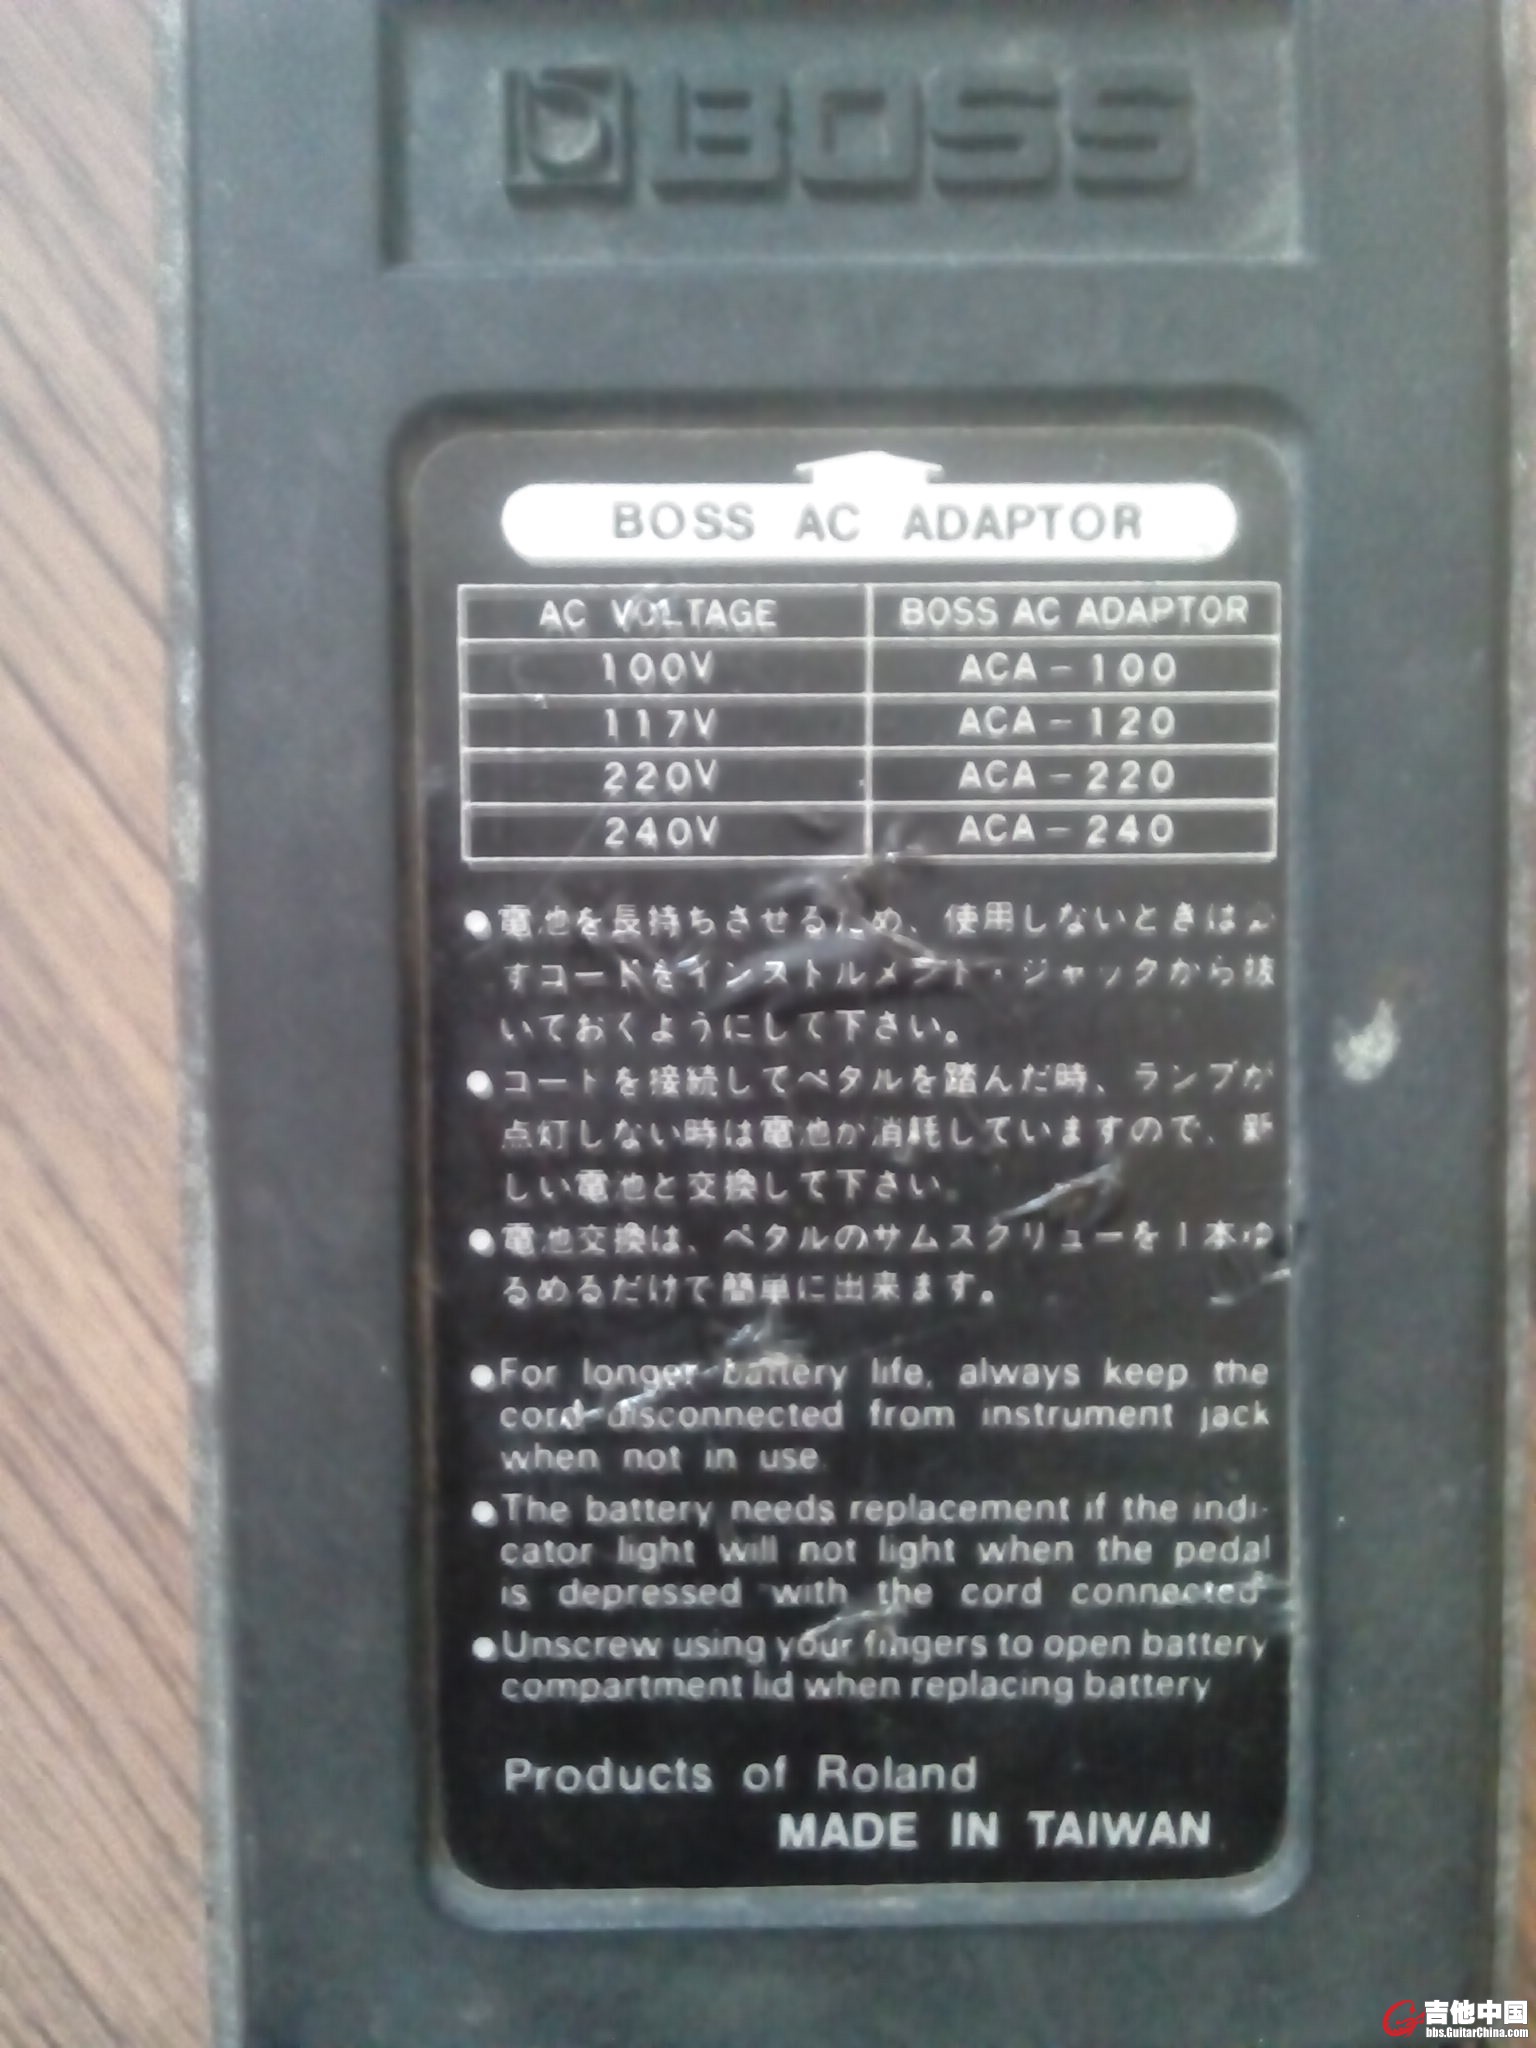 BOSS
BOSS AC ADAPTOR
AC VOLTAGE BOSS AC ADAPTOR
100V ACA-100
117V ACA-120
220V ACA-220
240V ACA-240
●電池を長持ちさせるため、使用しないときは必
すコードをインストルメント・ジャックから抜
いておくようにして下さい。
●コードを接続してペタルを踏んだ時、ランプが
点灯しない時は電池が消耗していますので、新
しい電池と交換して下さい。
●電池交換は、ペタルのサムスクリューを1本ゆ
るめるだけで簡単に出来ます。
●For longer battery life, always keep the
cord disconnected from instrument jack
when not in use.
●The battery needs replacement if the indi-
cator light will not light when the pedal
is depressed with the cord connected
●Unscrew using your fingers to open battery
compartment lid when replacing battery
Products of Roland
MADE IN TAIWAN
吉他中国
bbs.GuitarChina.com